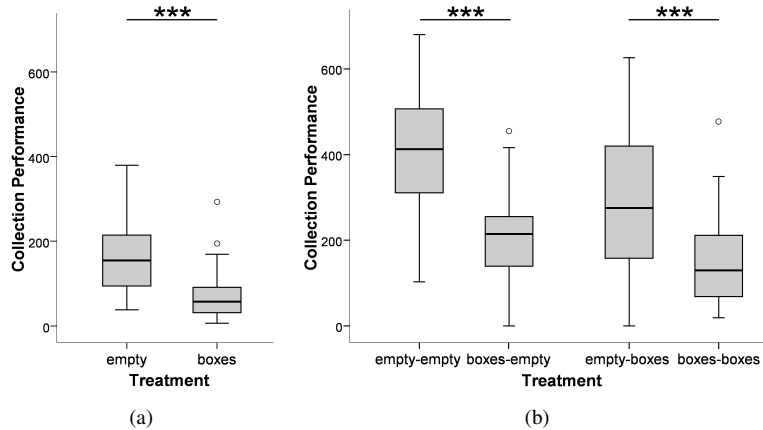 ***
Collection Performance
600
400
200
0
empty boxes
Treatment
(a)
*** ***
Collection Performance
600
400
200
0
empty-empty boxes-empty empty-boxes boxes-boxes
Treatment
(b)